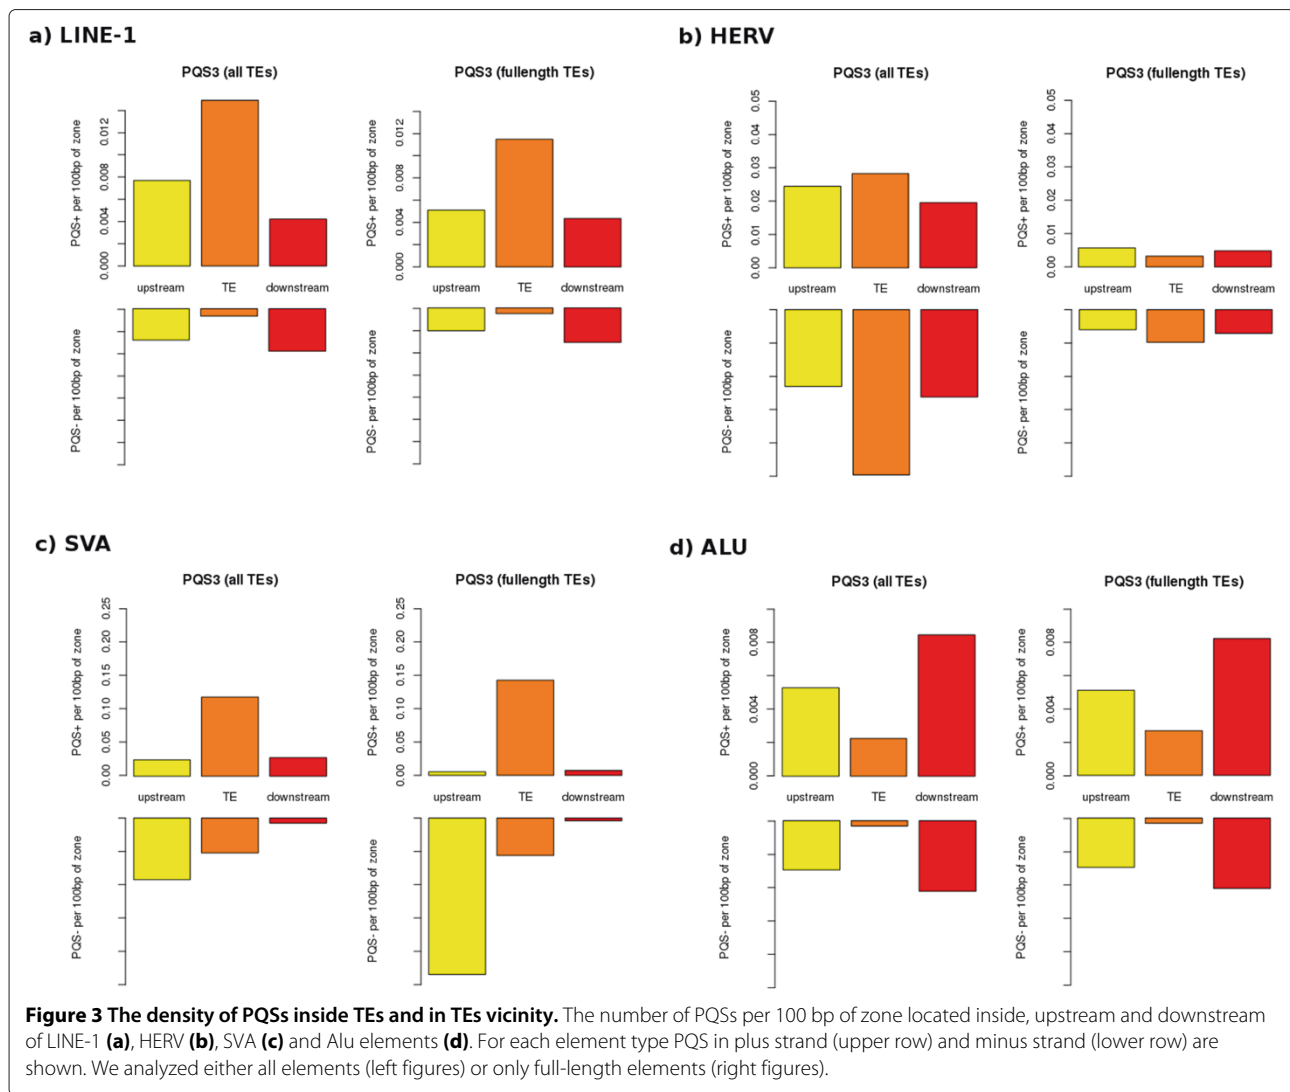 a) LINE-1
PQS3 (all TEs)
PQS+ per 100bp of zone
0.000 0.004 0.008 0.012
upstream TE downstream
PQS- per 100bp of zone
PQS3 (fullength TEs)
PQS+ per 100bp of zone
0.000 0.004 0.008 0.012
upstream TE downstream
PQS- per 100bp of zone
b) HERV
PQS3 (all TEs)
PQS+ per 100bp of zone
0.00 0.01 0.02 0.03 0.04 0.05
upstream TE downstream
PQS- per 100bp of zone
PQS3 (fullength TEs)
PQS+ per 100bp of zone
0.00 0.01 0.02 0.03 0.04 0.05
upstream TE downstream
PQS- per 100bp of zone
c) SVA
PQS3 (all TEs)
PQS+ per 100bp of zone
0.00 0.05 0.10 0.15 0.20 0.25
upstream TE downstream
PQS- per 100bp of zone
PQS3 (fullength TEs)
PQS+ per 100bp of zone
0.00 0.05 0.10 0.15 0.20 0.25
upstream TE downstream
PQS- per 100bp of zone
d) ALU
PQS3 (all TEs)
PQS+ per 100bp of zone
0.000 0.004 0.008
upstream TE downstream
PQS- per 100bp of zone
PQS3 (fullength TEs)
PQS+ per 100bp of zone
0.000 0.004 0.008
upstream TE downstream
PQS- per 100bp of zone
Figure 3 The density of PQSs inside TEs and in TEs vicinity. The number of PQSs per 100 bp of zone located inside, upstream and downstream
of LINE-1 (a), HERV (b), SVA (c) and Alu elements (d). For each element type PQS in plus strand (upper row) and minus strand (lower row) are
shown. We analyzed either all elements (left figures) or only full-length elements (right figures).